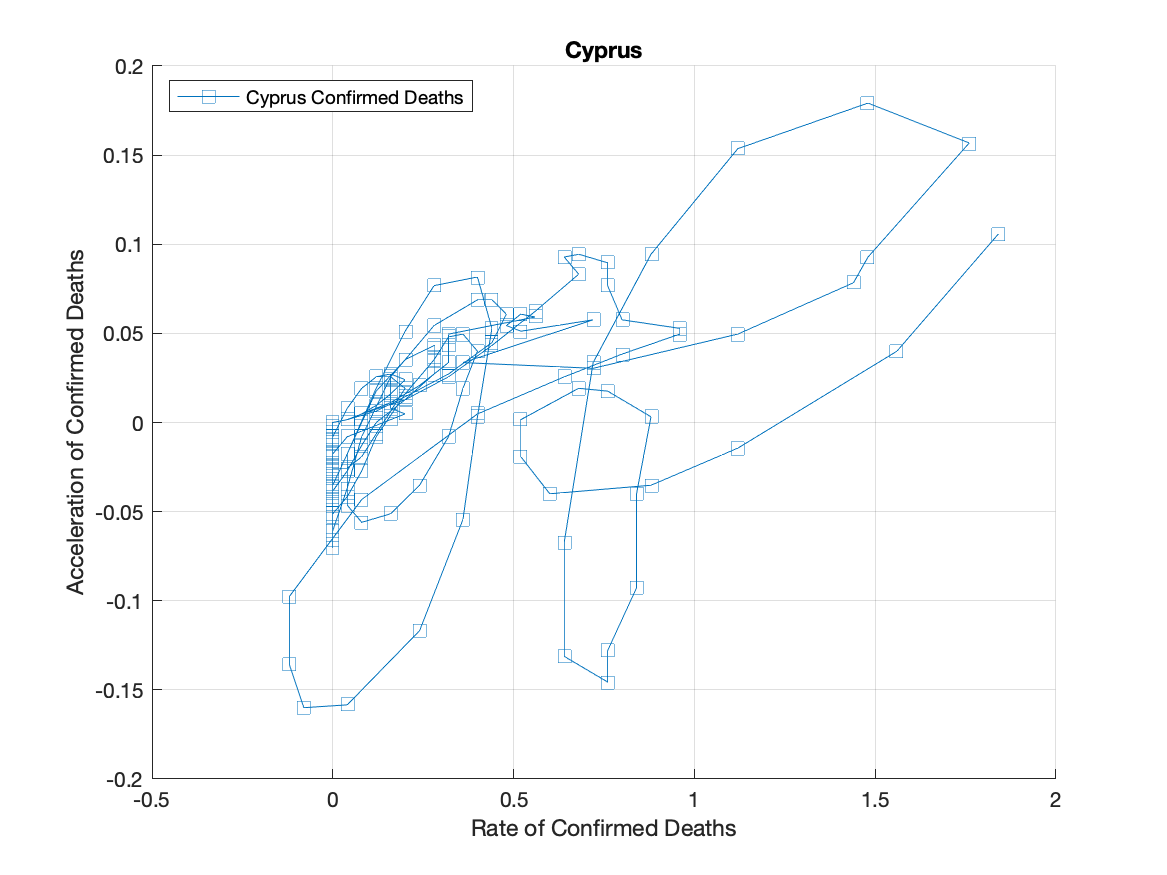 Cyprus
Cyprus Confirmed Deaths
0.2
0.15
0.1
0.05
0
-0.05
-0.1
-0.15
-0.2
Acceleration of Confirmed Deaths
-0.5 0 0.5 1 1.5 2
Rate of Confirmed Deaths